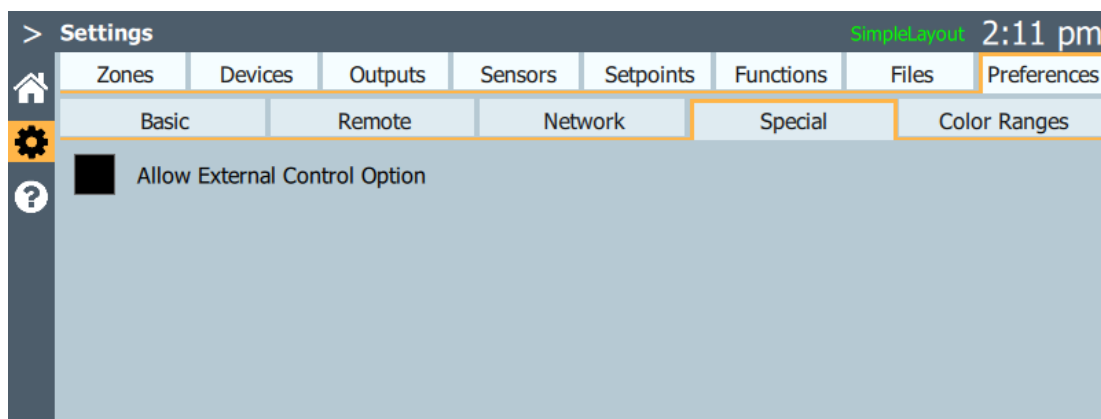 > Settings SimpleLayout 2:11 pm
Zones Devices Outputs Sensors Setpoints Functions Files Preferences
Basic Remote Network Special Color Ranges
Allow External Control Option
?